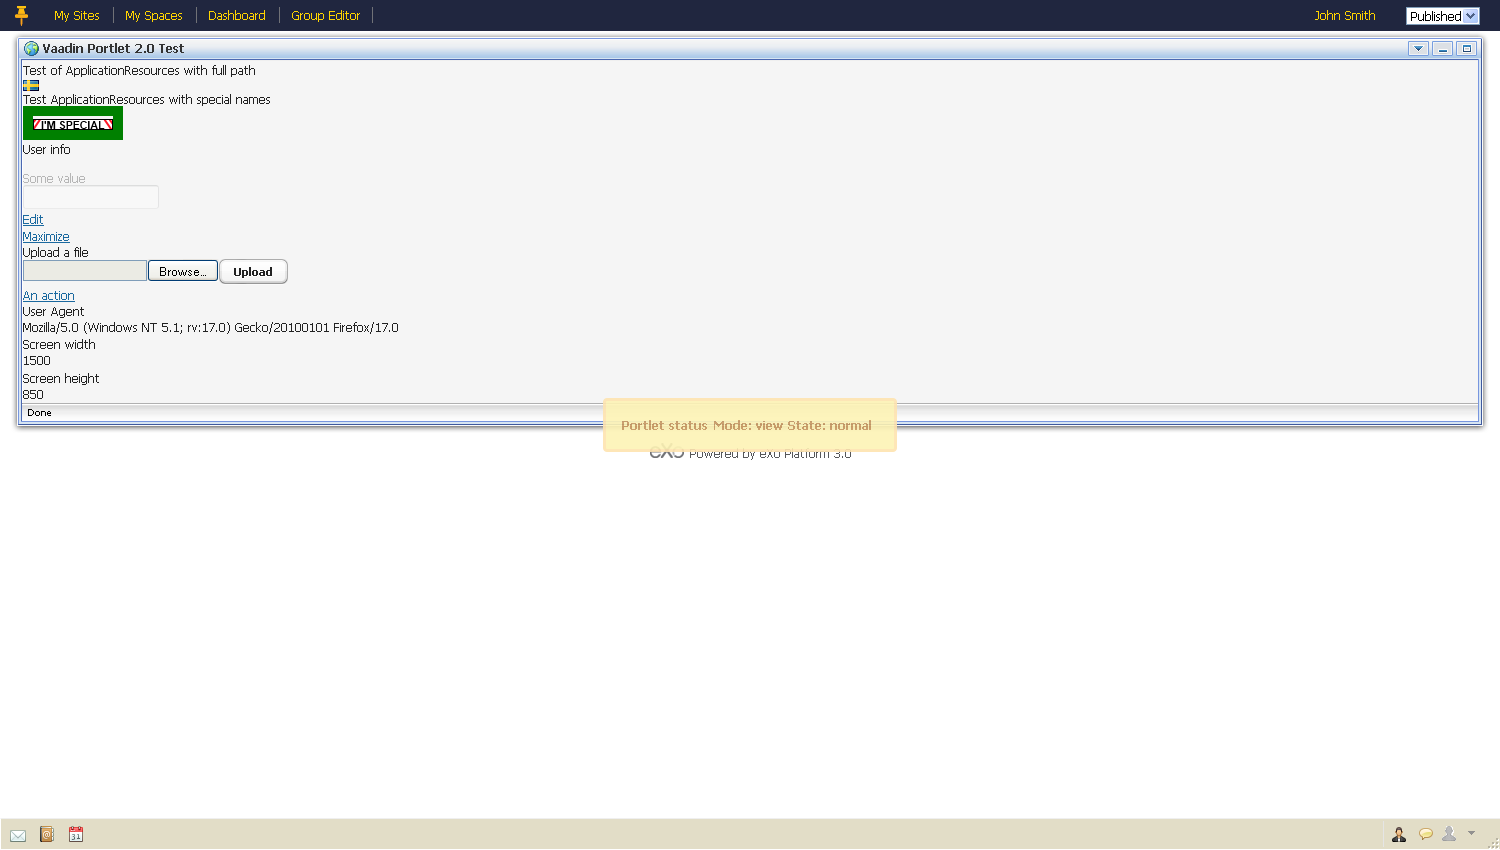 My Sites My Spaces Dashboard Group Editor John Smith Published
Vaadin Portlet 2.0 Test
Test of ApplicationResources with full path
Test ApplicationResources with special names
I'M SPECIAL
User info
Some value
Edit
Maximize
Upload a file
Browse... Upload
An action
User Agent
Mozilla/5.0 (Windows NT 5.1; rv:17.0) Gecko/20100101 Firefox/17.0
Screen width
1500
Screen height
850
Done
Portlet status Mode: view State: normal
eXo Powered by eXo Platform 3.0
31